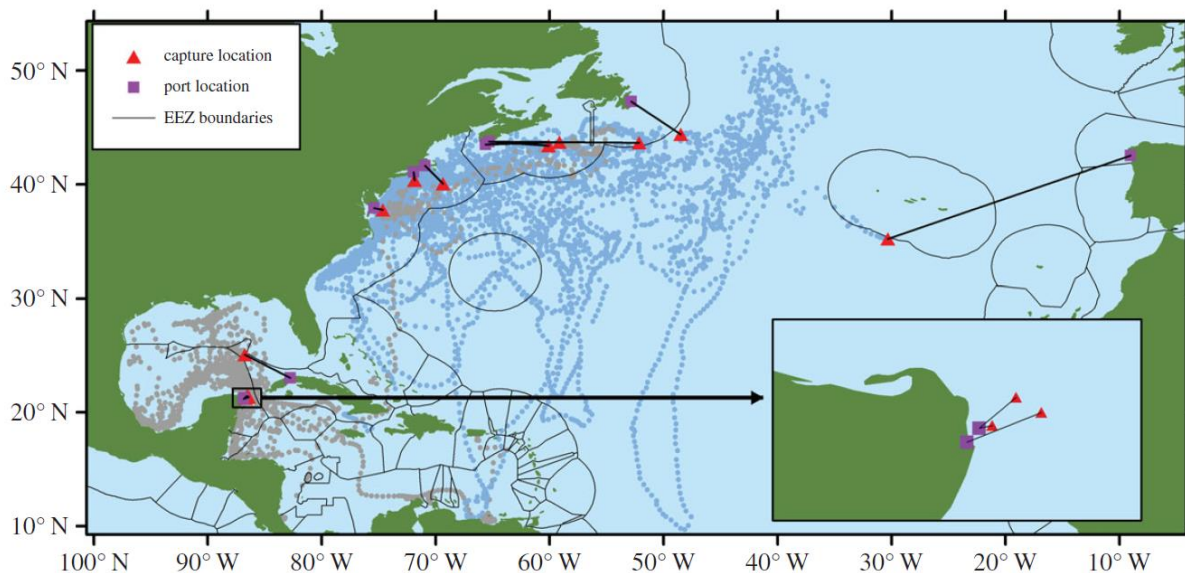 capture location
port location
EEZ boundaries
50° N
40° N
30° N
20° N
10° N
100° N
90° W
80° W
70° W
60° W
50° W
40° W
30° W
20° W
10° W